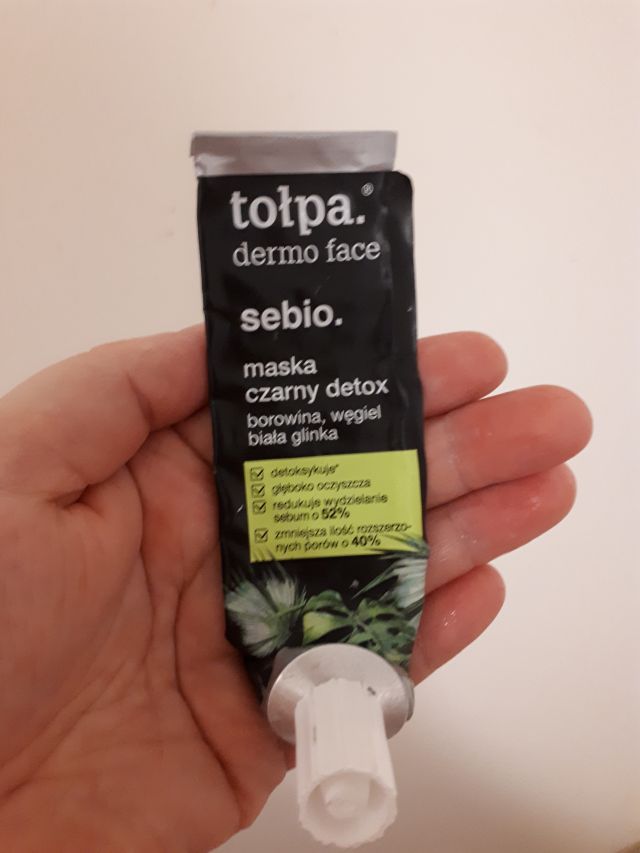 tołpa.®
dermo face
sebio.
maska
czarny detox
borowina, węgiel
biała glinka
detoksykuje*
głęboko oczyszcza
redukuje wydzielanie
sebum o 52%
zmniejsza ilość rozszerzo-
nych porów o 40%